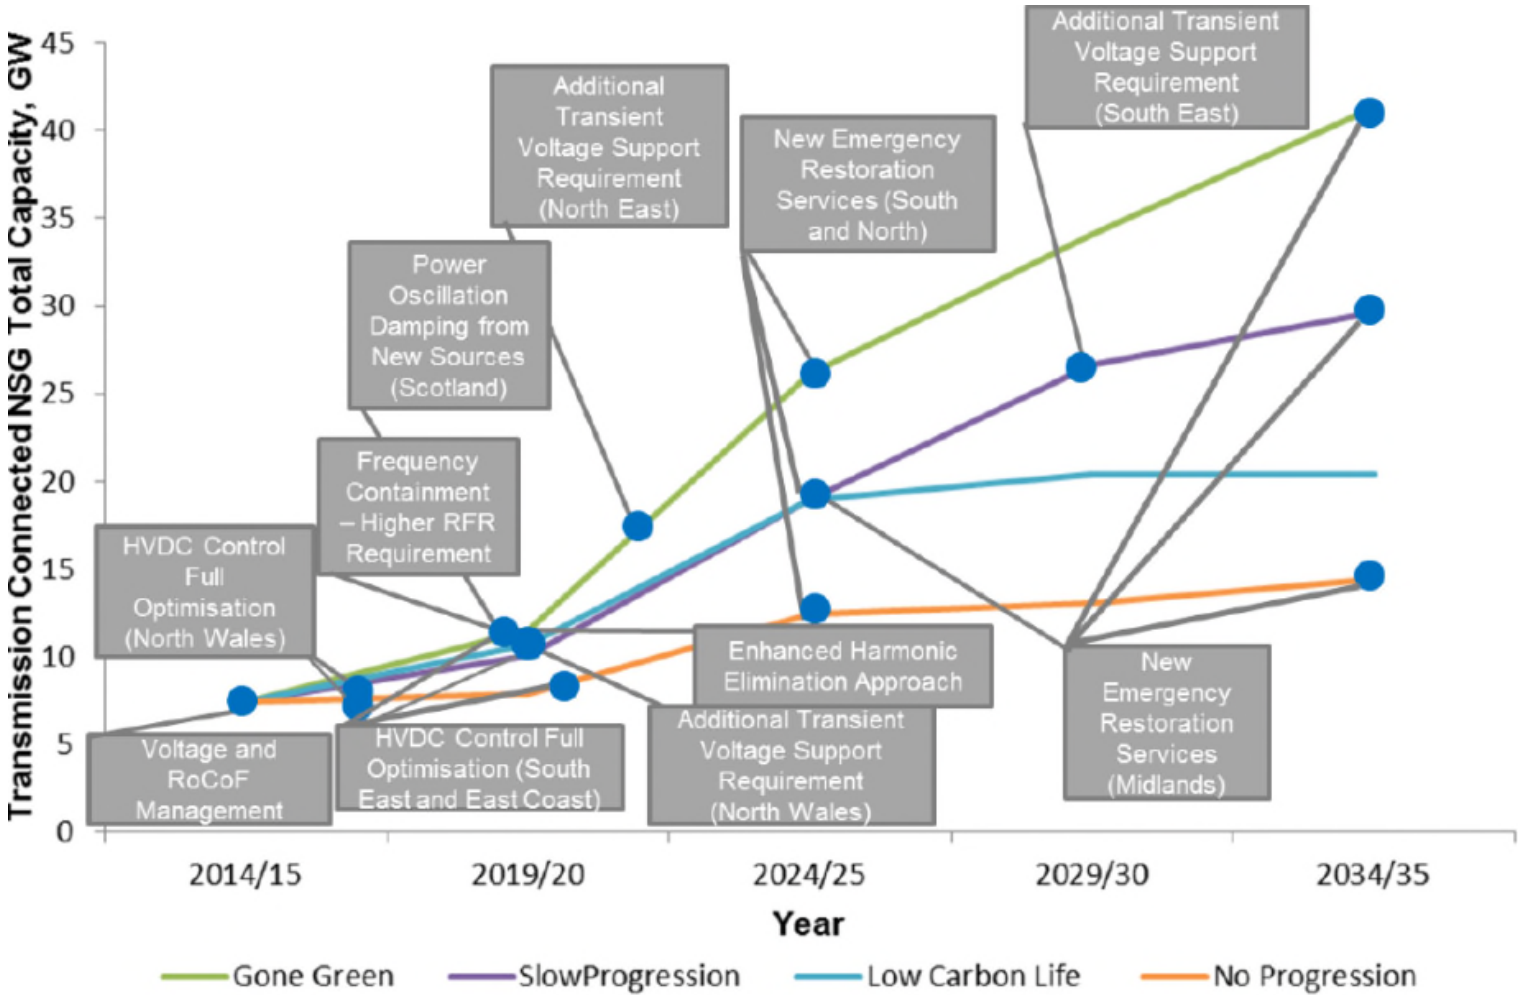 Transmission Connected NSG Total Capacity, GW
45
40
35
30
25
20
15
10
5
0
Additional Transient
Voltage Support
Requirement
(South East)
Additional
Transient
Voltage Support
Requirement
(North East)
New Emergency
Restoration
Services (South
and North)
Power
Oscillation
Damping from
New Sources
(Scotland)
Frequency
Containment
– Higher RFR
Requirement
HVDC Control
Full
Optimisation
(North Wales)
Enhanced Harmonic
Elimination Approach
New
Emergency
Restoration
Services
(Midlands)
Voltage and
RoCoF
Management
HVDC Control Full
Optimisation (South
East and East Coast)
Additional Transient
Voltage Support
Requirement
(North Wales)
2014/15
2019/20
2024/25
2029/30
2034/35
Year
Gone Green
SlowProgression
Low Carbon Life
No Progression